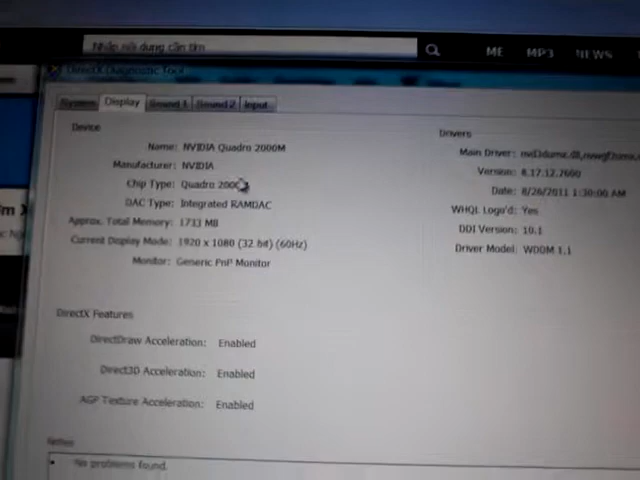 Nhập nội dung cần tìm
ME MP3 NEWS
DirectX Diagnostic Tool
System Display Sound 1 Sound 2 Input
Device
Name: NVIDIA Quadro 2000M
Manufacturer: NVIDIA
Chip Type: Quadro 200
DAC Type: Integrated RAMDAC
Approx. Total Memory: 1733 MB
Current Display Mode: 1920 x 1080 (32 bit) (60Hz)
Monitor: Generic PnP Monitor
Drivers
Main Driver:
Version: 8.17.12.7660
Date: 8/26/2011 1:30:00 AM
WHQL Logo'd: Yes
DDI Version: 10.1
Driver Model: WDDM 1.1
DirectX Features
DirectDraw Acceleration: Enabled
Direct3D Acceleration: Enabled
AGP Texture Acceleration: Enabled
Notes
No problems found.